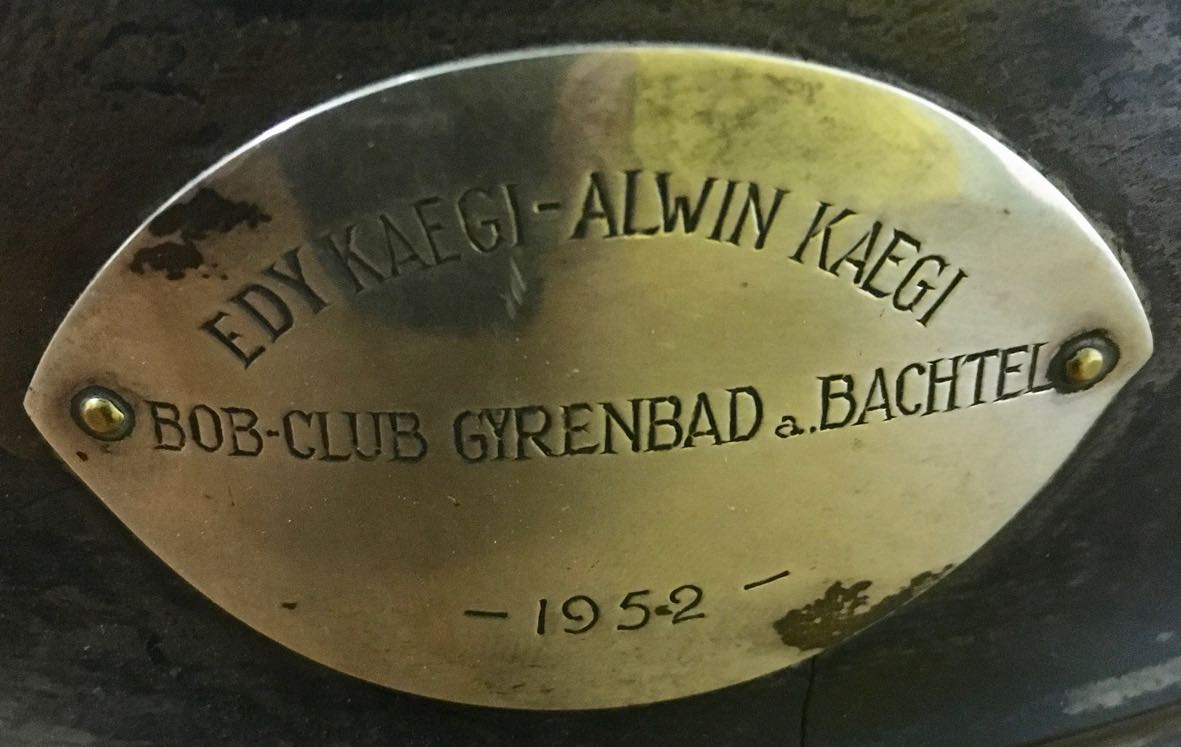 EDY KAEGI-ALWIN KAEGI
BOB-CLUB GYRENBAD a.BACHTEL
- 1952 -